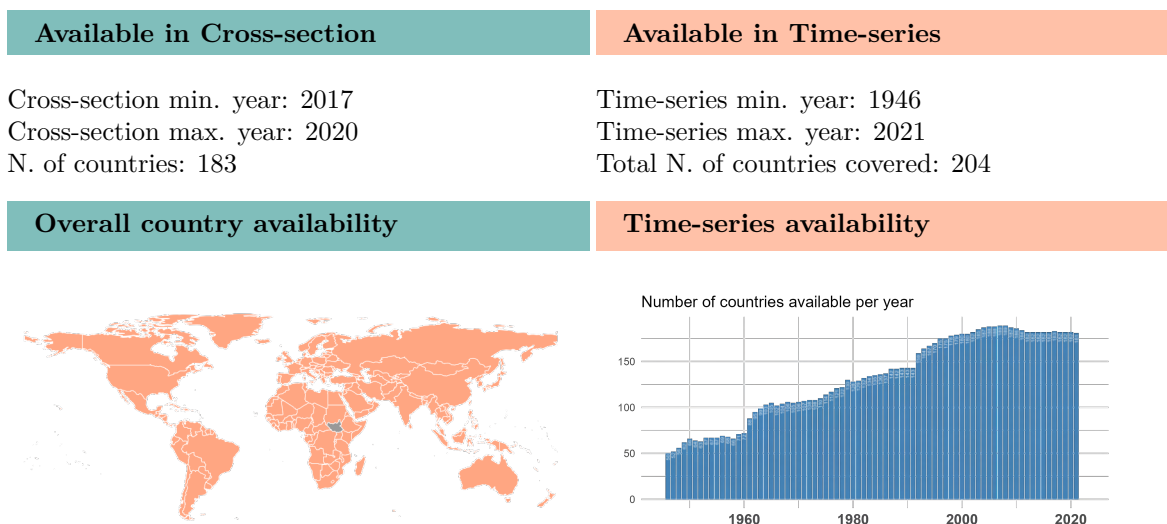 Available in Cross-section
Available in Time-series
Cross-section min. year: 2017
Cross-section max. year: 2020
N. of countries: 183
Time-series min. year: 1946
Time-series max. year: 2021
Total N. of countries covered: 204
Overall country availability
Time-series availability
Number of countries available per year
150
100
50
0
1960 1980 2000 2020